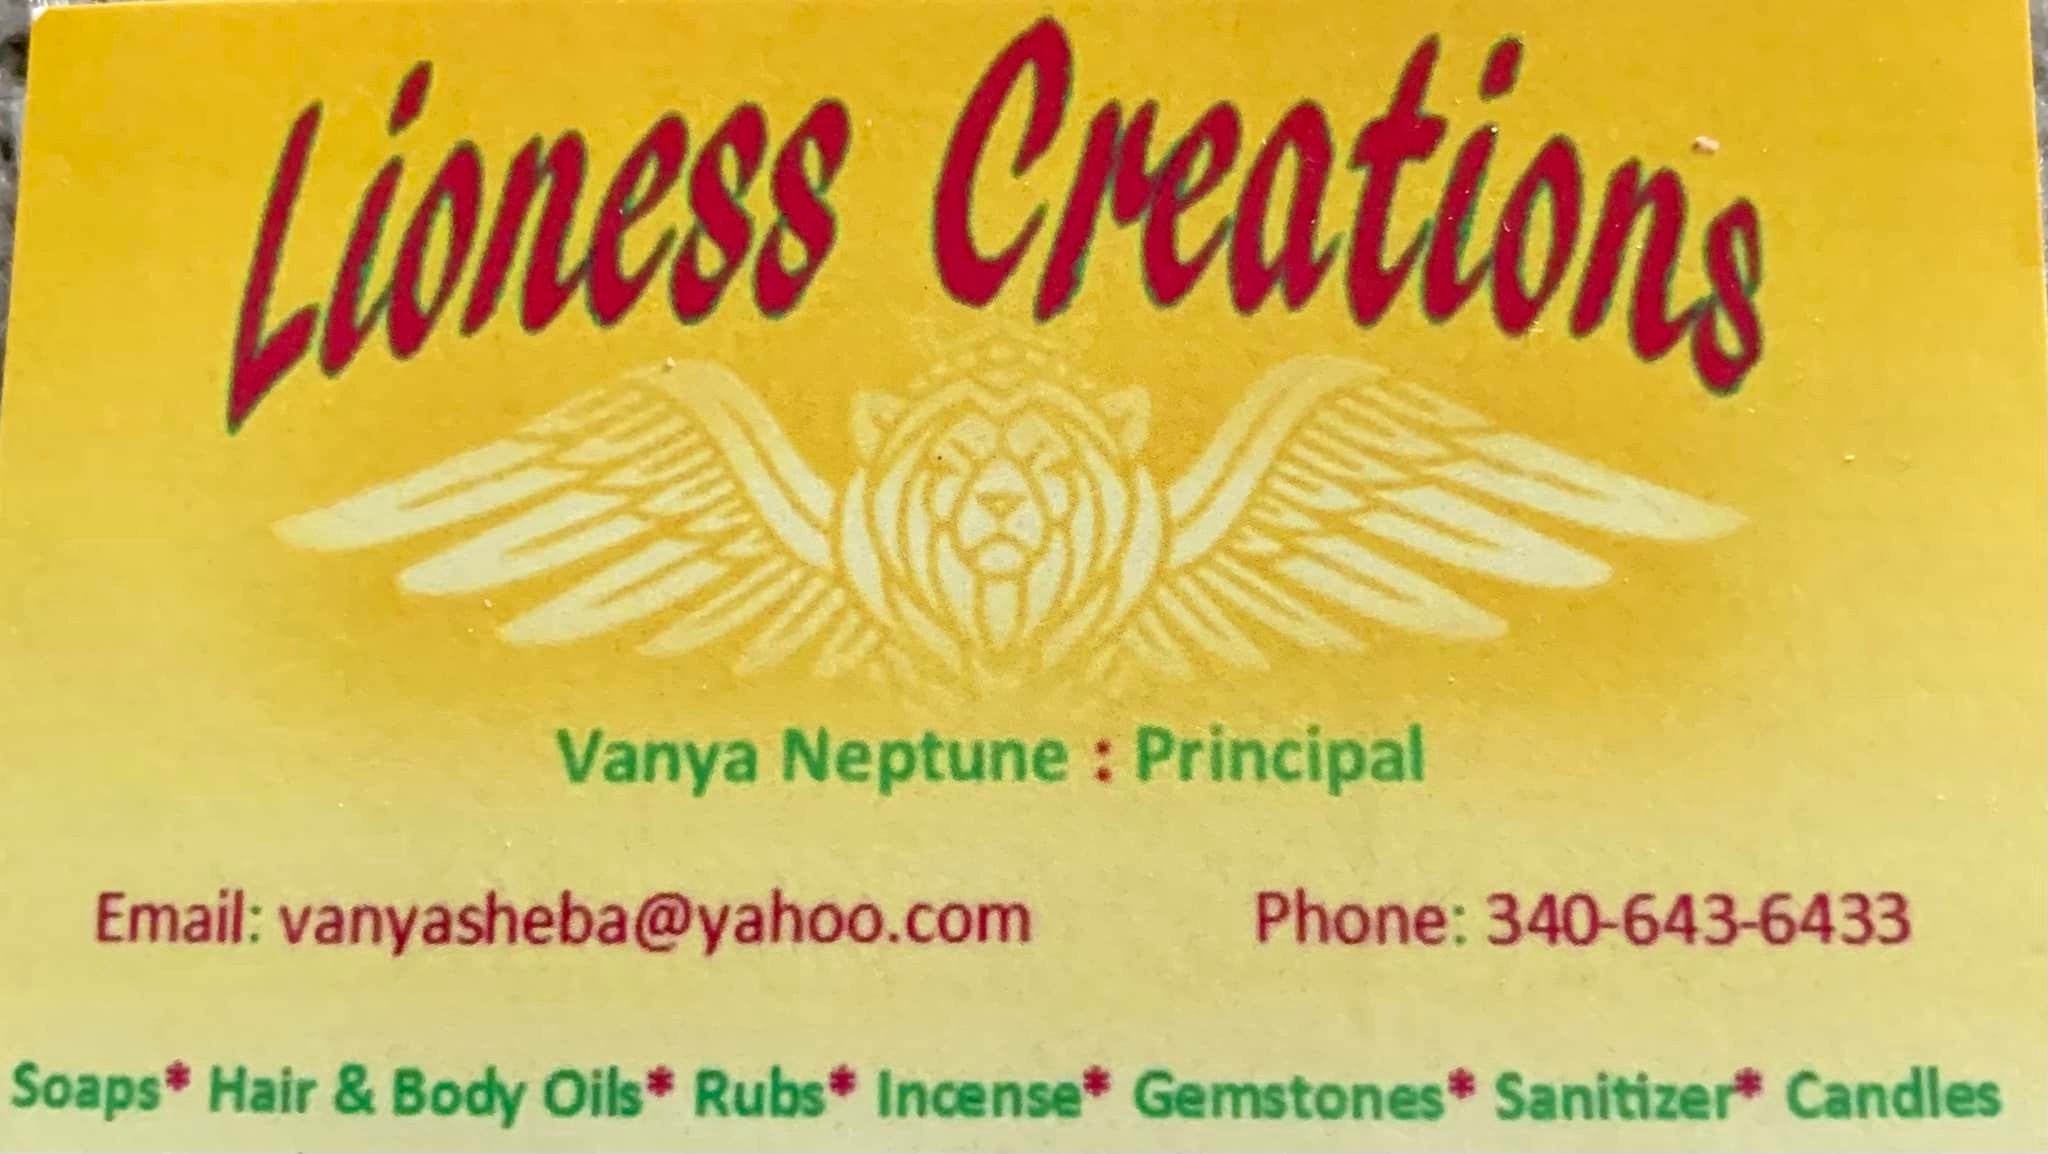 Lioness Creations
Vanya Neptune : Principal
Email: vanyasheba@yahoo.com Phone: 340-643-6433
Soaps* Hair & Body Oils* Rubs* Incense* Gemstones* Sanitizer* Candles